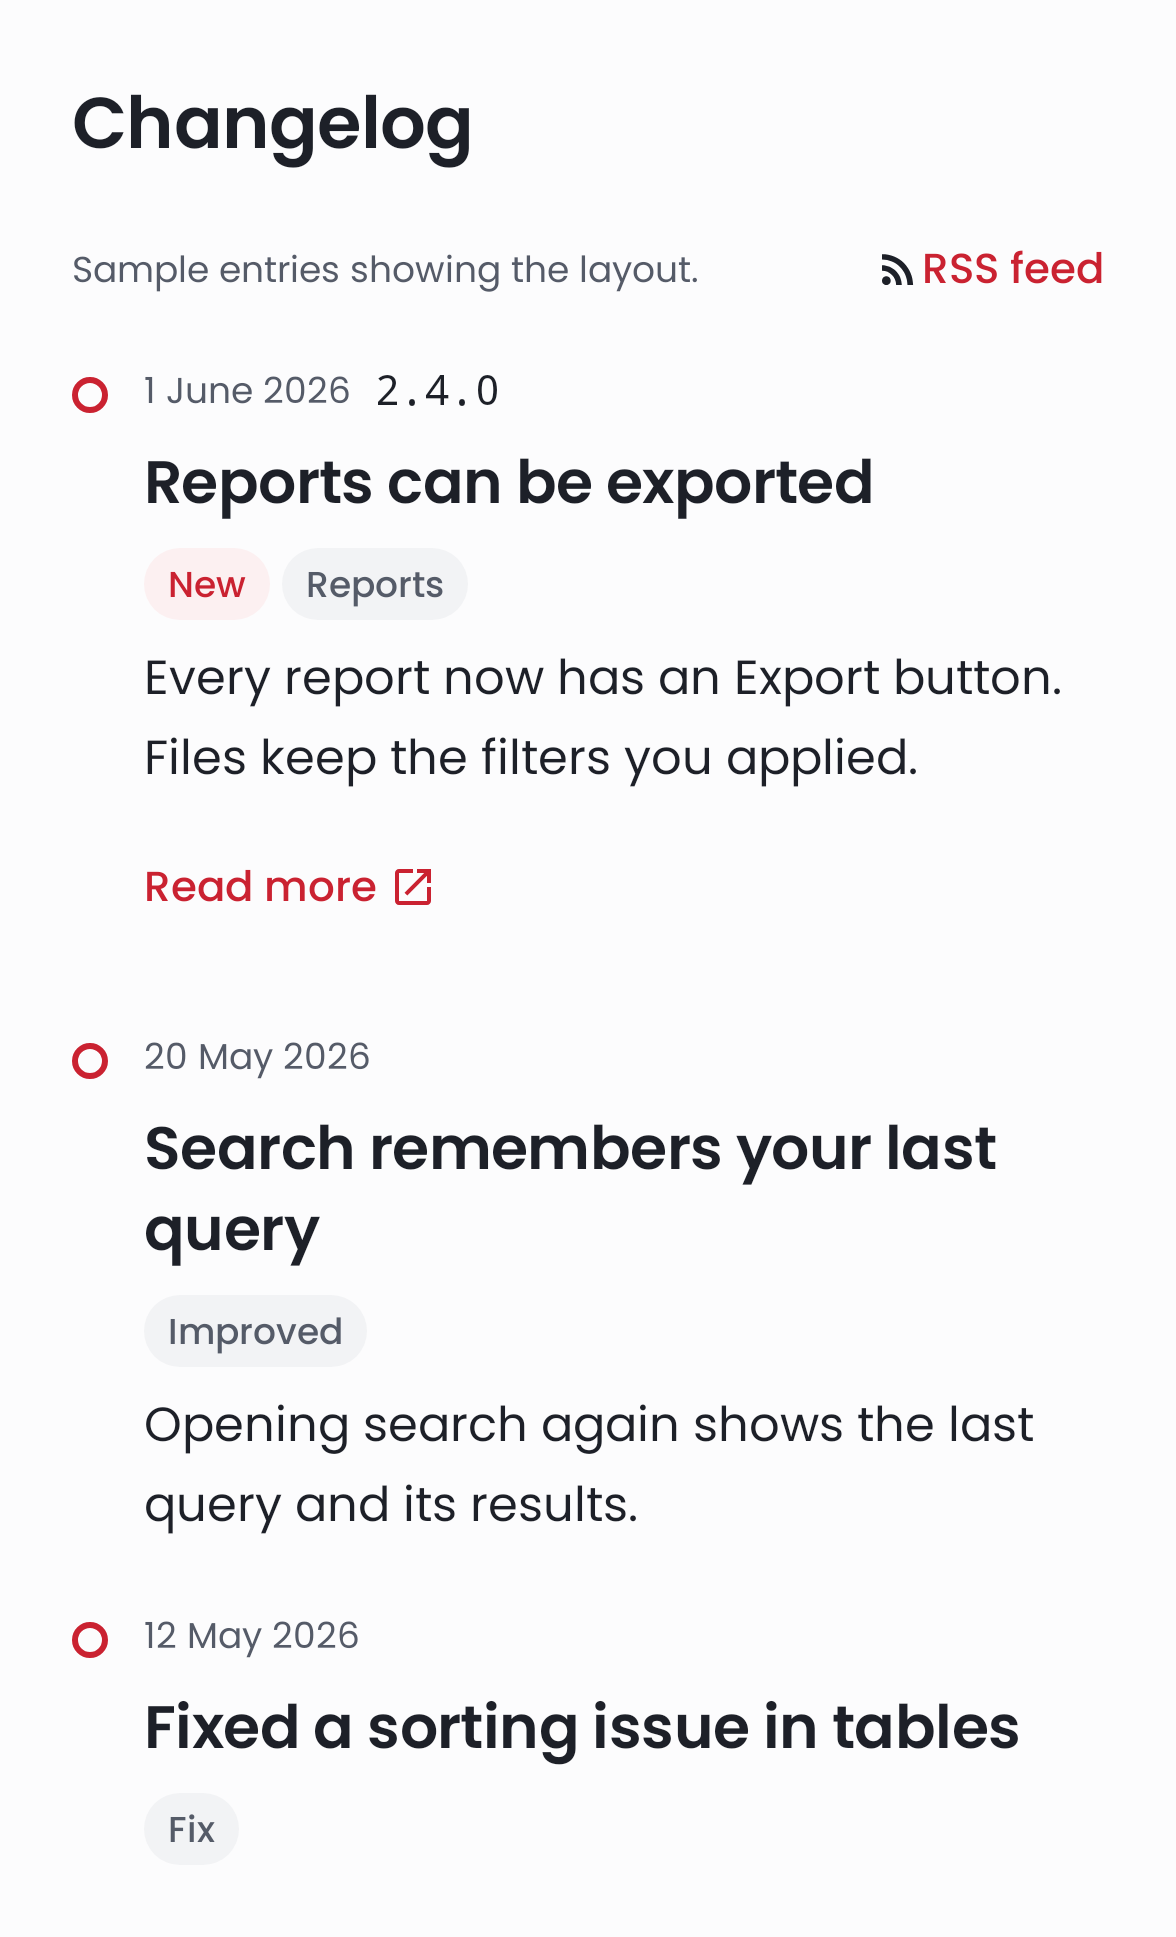 Changelog
Sample entries showing the layout.
RSS feed
1 June 2026 2.4.0
Reports can be exported
New Reports
Every report now has an Export button.
Files keep the filters you applied.
Read more
20 May 2026
Search remembers your last
query
Improved
Opening search again shows the last
query and its results.
12 May 2026
Fixed a sorting issue in tables
Fix